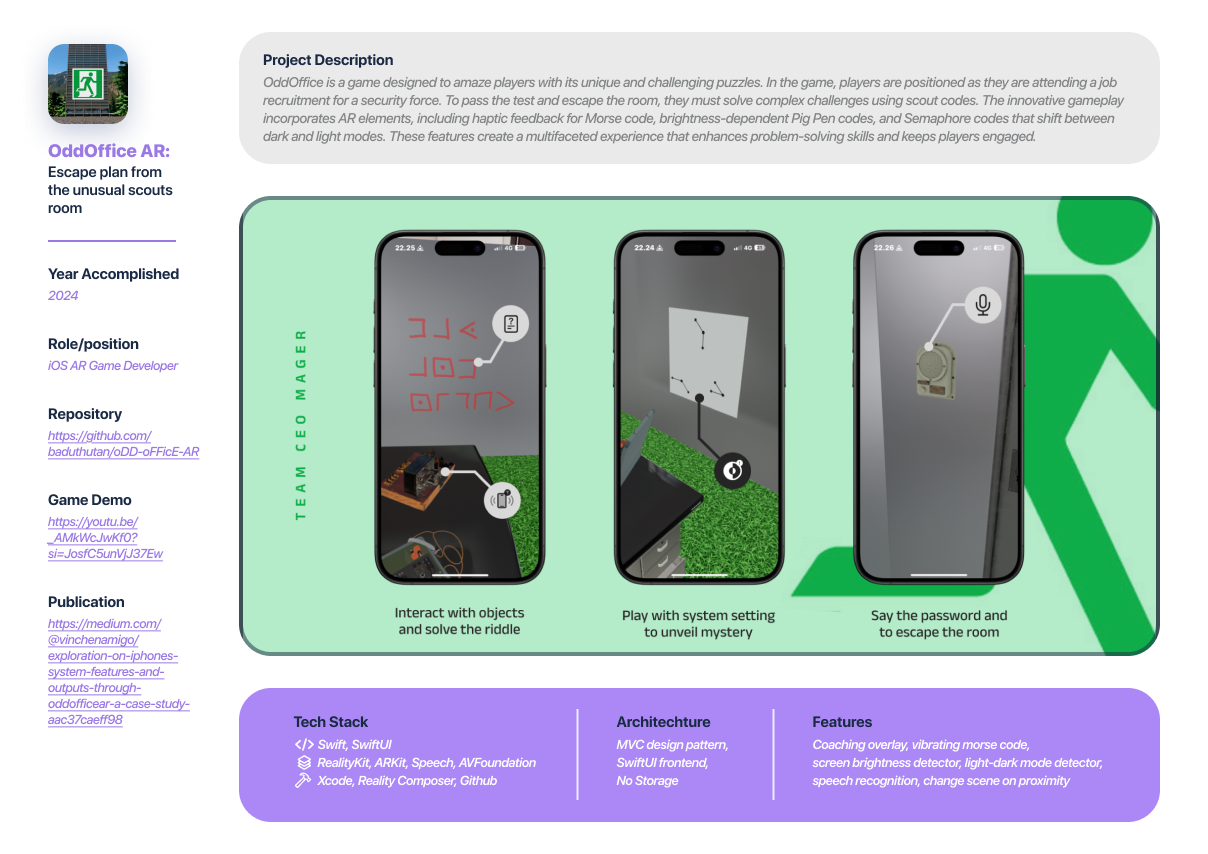 OddOffice AR:
Escape plan from
the unusual scouts
room
Year Accomplished
2024
Role/position
iOS AR Game Developer
Repository
https://github.com/
baduthutan/oDD-oFFicE-AR
Game Demo
https://youtu.be/
_AMkWcJwKf0?
si=JosfC5unVjJ37Ew
Publication
https://medium.com/
@vinchenamigo/
exploration-on-iphones-
system-features-and-
outputs-through-
oddofficear-a-case-study-
aac37caeff98
Project Description
OddOffice is a game designed to amaze players with its unique and challenging puzzles. In the game, players are positioned as they are attending a job
recruitment for a security force. To pass the test and escape the room, they must solve complex challenges using scout codes. The innovative gameplay
incorporates AR elements, including haptic feedback for Morse code, brightness-dependent Pig Pen codes, and Semaphore codes that shift between
dark and light modes. These features create a multifaceted experience that enhances problem-solving skills and keeps players engaged.
TEAM CEO MAGER
22.25 4G
22.24 4G
22.26 4G
Interact with objects
and solve the riddle
Play with system setting
to unveil mystery
Say the password and
to escape the room
Tech Stack
Swift, SwiftUI
RealityKit, ARKit, Speech, AVFoundation
Xcode, Reality Composer, Github
Architechture
MVC design pattern,
SwiftUI frontend,
No Storage
Features
Coaching overlay, vibrating morse code,
screen brightness detector, light-dark mode detector,
speech recognition, change scene on proximity